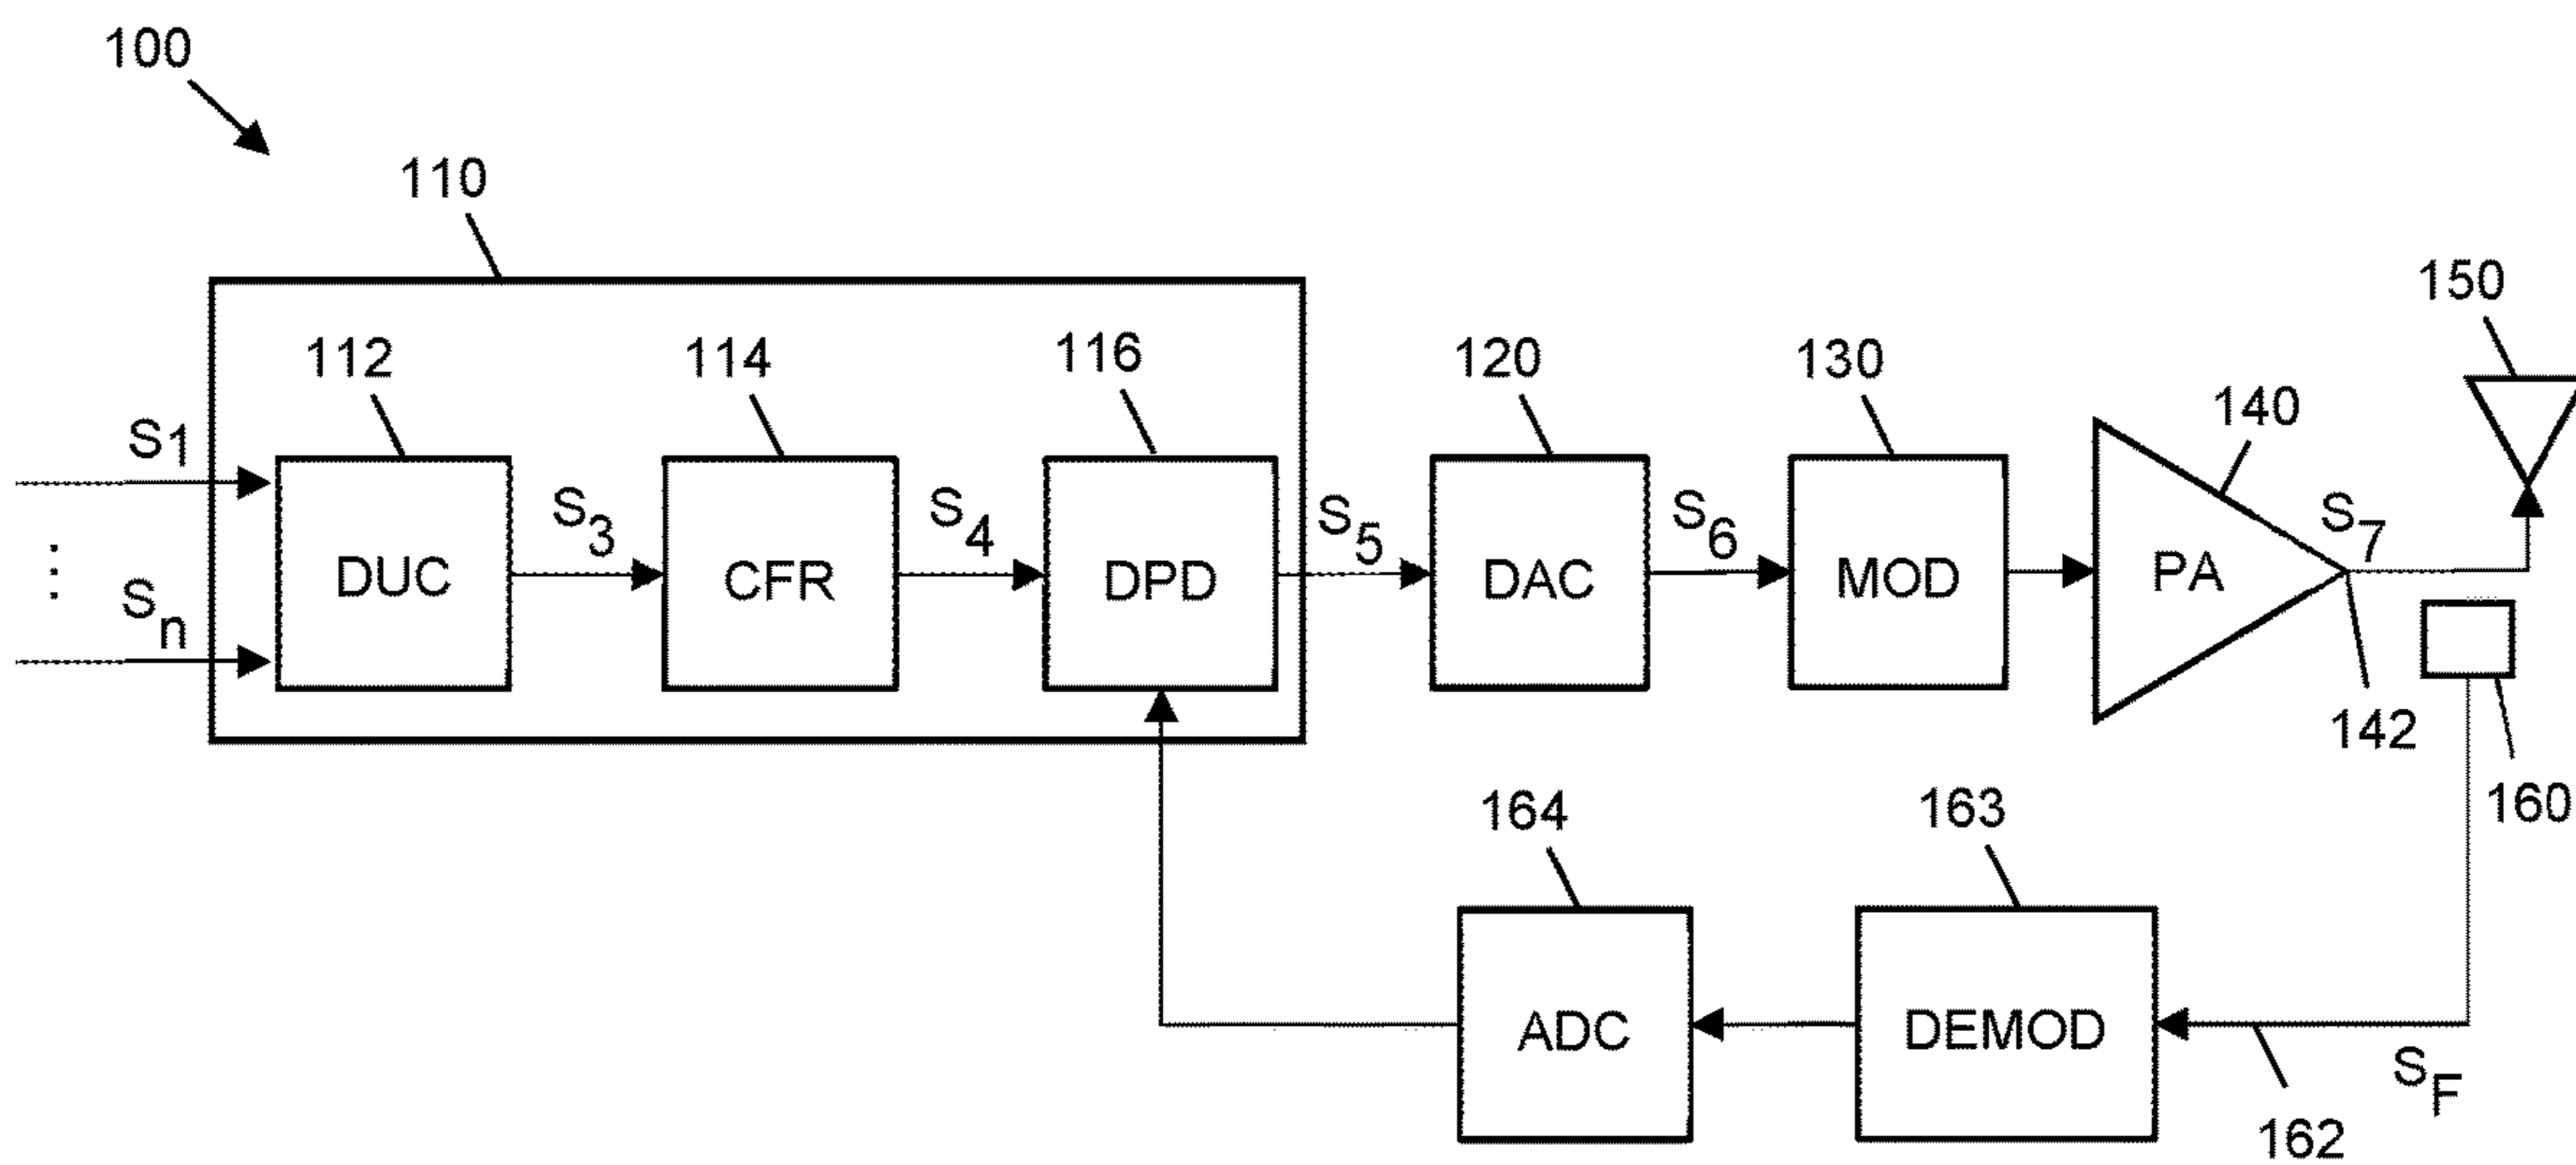 100
110
150
112
114
116
120
130
140
S1
S3
S4
S5
S6
S7
⋮
Sn
DUC
CFR
DPD
DAC
MOD
PA
142
160
164
163
ADC
DEMOD
SF
162